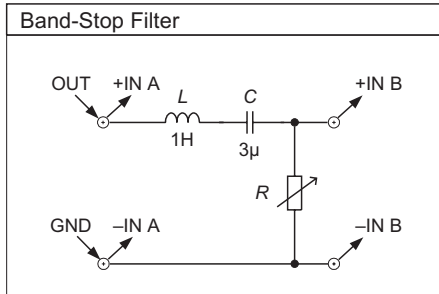 Band-Stop Filter
OUT +IN A L C +IN B
1H 3μ
R
GND –IN A –IN B